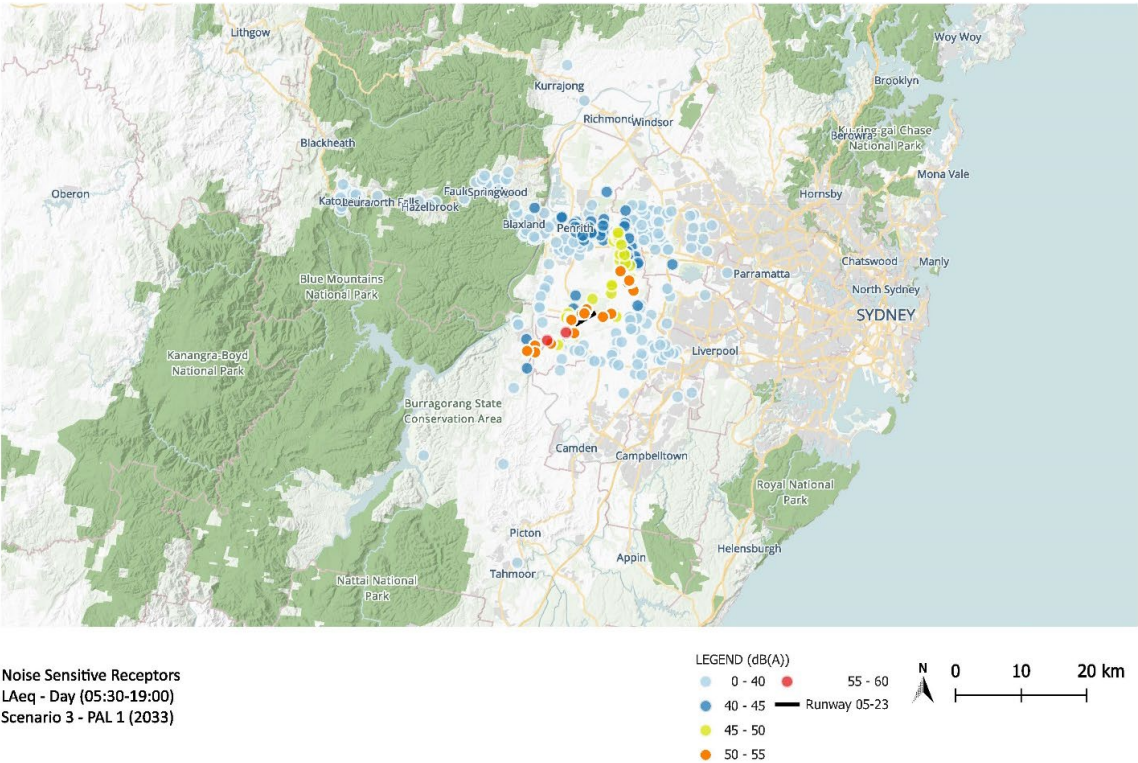 Woy Woy
Lithgow
Brooklyn
Kurrajong
Richmond
Windsor
Berowra
Ku-ring-gai Chase
National Park
Blackheath
Mona Vale
Oberon
Springwood
Hornsby
Hazelbrook
Blaxland
Penrith
Chatswood
Manly
Parramatta
Blue Mountains
National Park
North Sydney
SYDNEY
Liverpool
Kanangra-Boyd
National Park
Burragorang State
Conservation Area
Camden
Campbelltown
Royal National
Park
Picton
Appin
Helensburgh
Tahmoor
Nattai National
Park
Noise Sensitive Receptors
LAeq - Day (05:30-19:00)
Scenario 3 - PAL 1 (2033)
LEGEND (dB(A))
0 - 40
40 - 45
45 - 50
50 - 55
55 - 60
Runway 05-23
N
0 10 20 km